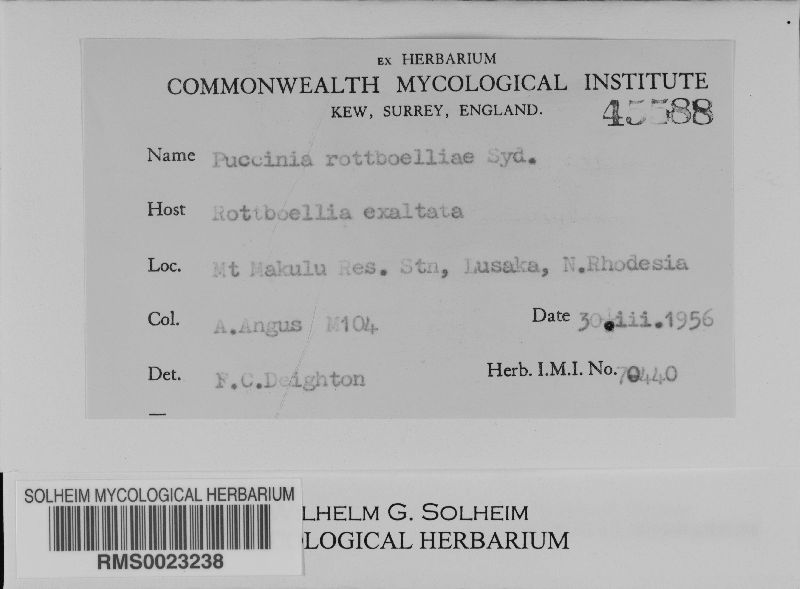 EX HERBARIUM
COMMONWEALTH MYCOLOGICAL INSTITUTE
KEW, SURREY, ENGLAND.
45588
Name Puccinia rottboelliae Syd.
Host Rottboellia exaltata
Loc. Mt Makulu Res. Stn, Lusaka, N.Rhodesia
Col. A.Angus M104
Date 30.iii.1956
Det. F.C.Deighton
Herb. I.M.I. No. 70440
SOLHEIM MYCOLOGICAL HERBARIUM
RMS0023238
LHELM G. SOLHEIM
OLOGICAL HERBARIUM